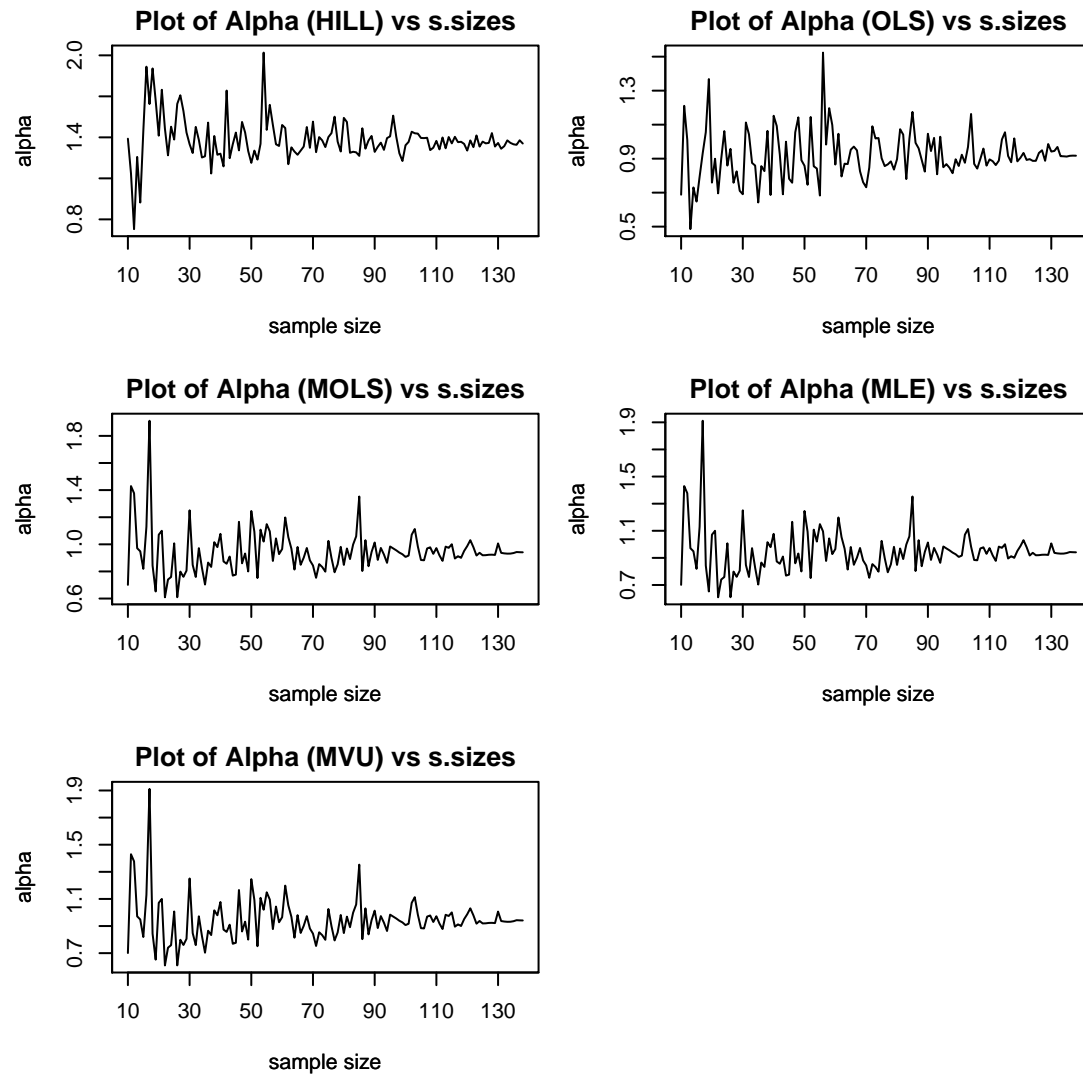 Plot of Alpha (HILL) vs s.sizes
alpha
0.8 1.4 2.0
10 30 50 70 90 110 130
sample size
Plot of Alpha (OLS) vs s.sizes
alpha
0.5 0.9 1.3
10 30 50 70 90 110 130
sample size
Plot of Alpha (MOLS) vs s.sizes
alpha
0.6 1.0 1.4 1.8
10 30 50 70 90 110 130
sample size
Plot of Alpha (MLE) vs s.sizes
alpha
0.7 1.1 1.5 1.9
10 30 50 70 90 110 130
sample size
Plot of Alpha (MVU) vs s.sizes
alpha
0.7 1.1 1.5 1.9
10 30 50 70 90 110 130
sample size